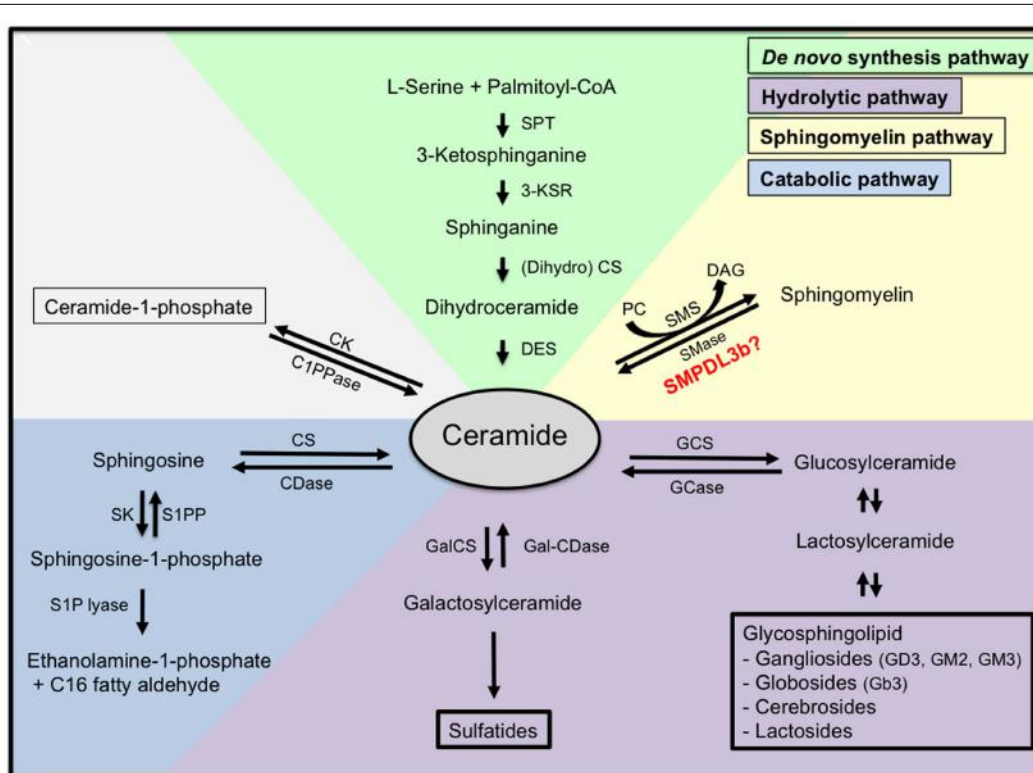 De novo synthesis pathway
Hydrolytic pathway
Sphingomyelin pathway
Catabolic pathway
L-Serine + Palmitoyl-CoA
SPT
3-Ketosphinganine
3-KSR
Sphinganine
(Dihydro) CS
Dihydroceramide
DES
Ceramide
Ceramide-1-phosphate
CK
C1PPase
PC
DAG
SMS
SMase
SMPDL3b?
Sphingomyelin
Sphingosine
CS
CDase
SK
S1PP
Sphingosine-1-phosphate
S1P lyase
Ethanolamine-1-phosphate
+ C16 fatty aldehyde
GalCS
Gal-CDase
Galactosylceramide
Sulfatides
GCS
GCase
Glucosylceramide
Lactosylceramide
Glycosphingolipid
- Gangliosides (GD3, GM2, GM3)
- Globosides (Gb3)
- Cerebrosides
- Lactosides